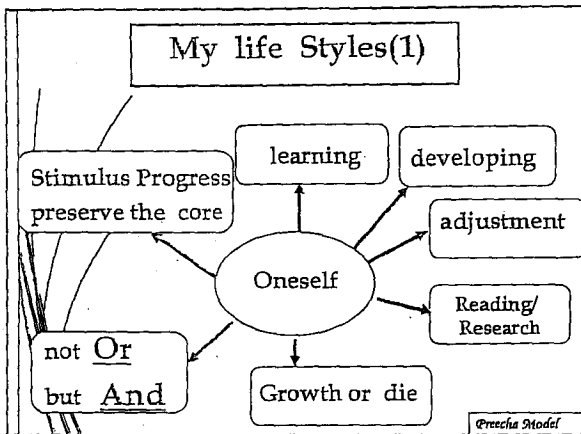 My life Styles(1)
learning
developing
Stimulus Progress
preserve the core
adjustment
Oneself
Reading/
Research
not Or
but And
Growth or die
Preecha Model